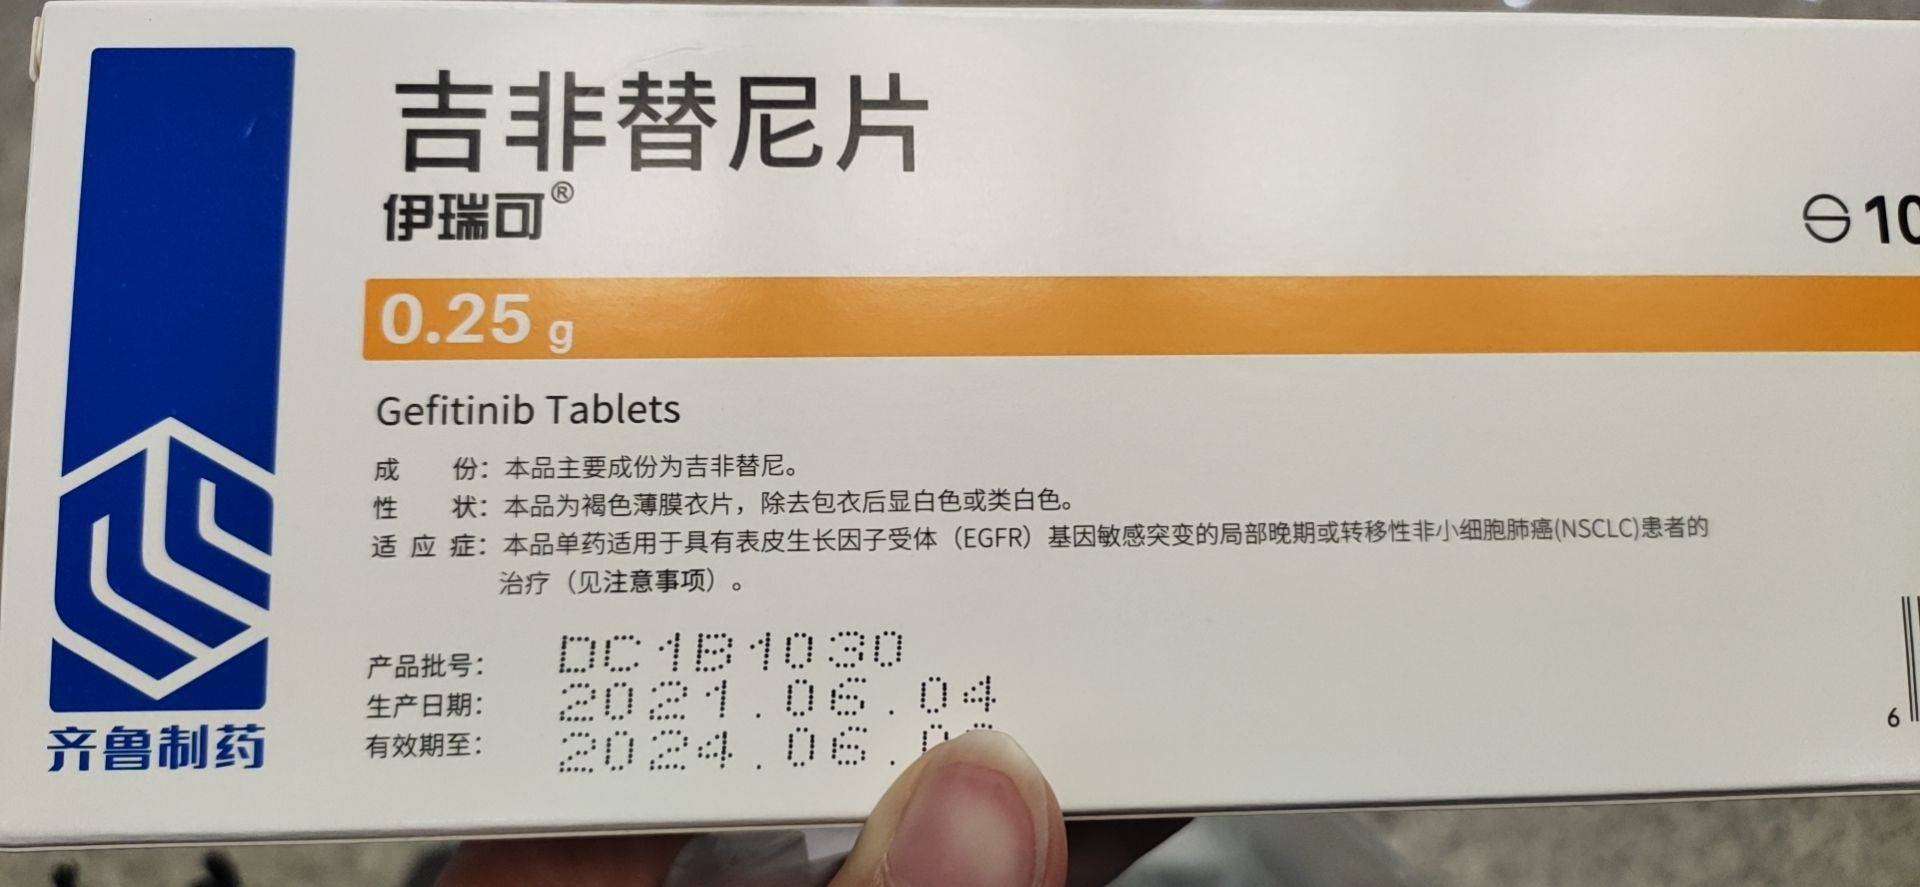 吉非替尼片
伊瑞可®
10
0.25 g
Gefitinib Tablets
成 份：本品主要成份为吉非替尼。
性 状：本品为褐色薄膜衣片，除去包衣后显白色或类白色。
适 应 症：本品单药适用于具有表皮生长因子受体（EGFR）基因敏感突变的局部晚期或转移性非小细胞肺癌(NSCLC)患者的
治疗（见注意事项）。
产品批号： DC1B1030
生产日期： 2021.06.04
有效期至： 2024.06.
齐鲁制药
6